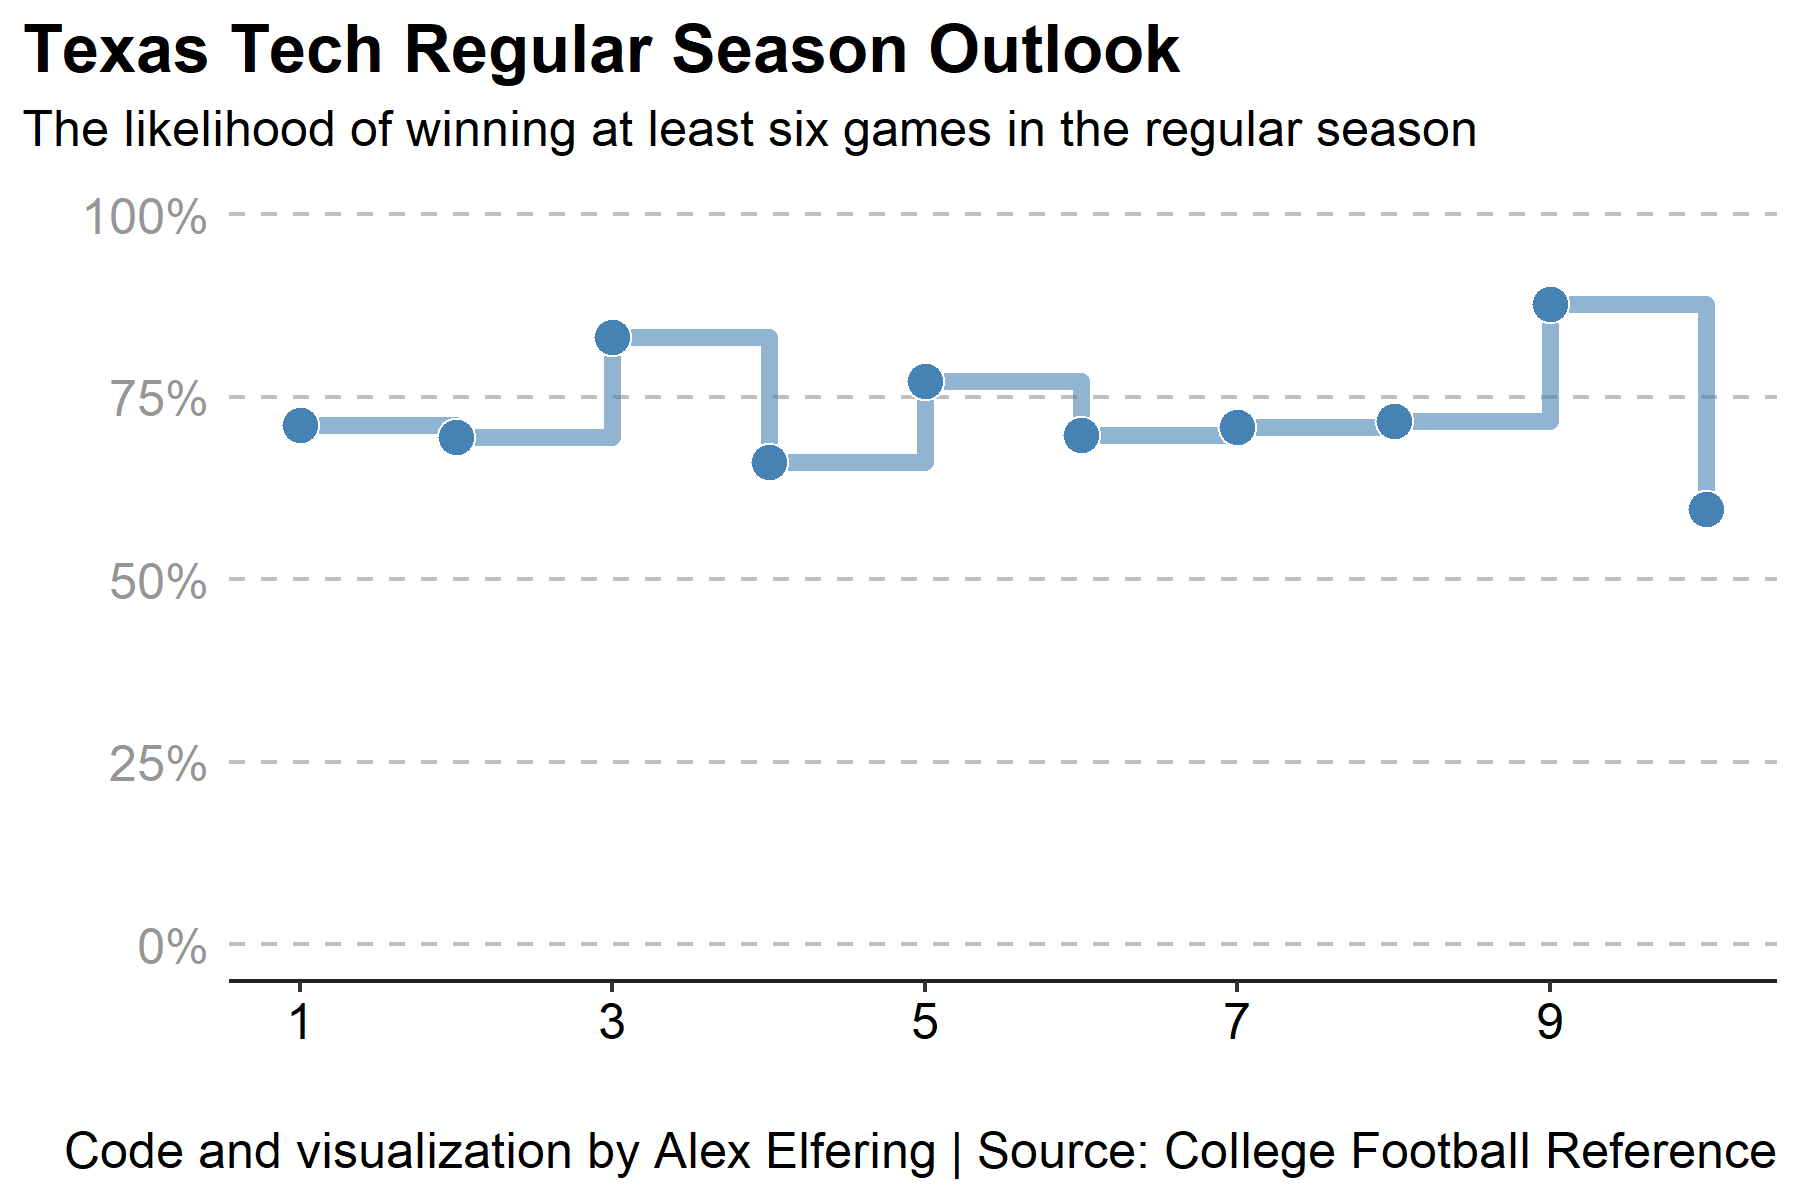 Texas Tech Regular Season Outlook
The likelihood of winning at least six games in the regular season
100%
75%
50%
25%
0%
1 3 5 7 9
Code and visualization by Alex Elfering | Source: College Football Reference